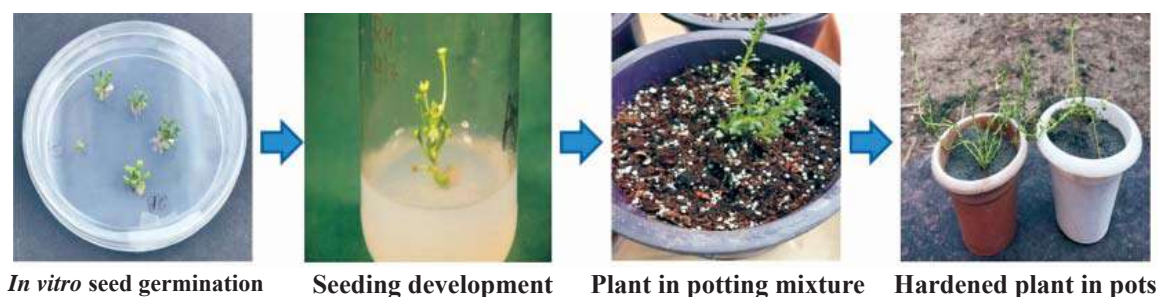 In vitro seed germination
Seeding development
Plant in potting mixture
Hardened plant in pots